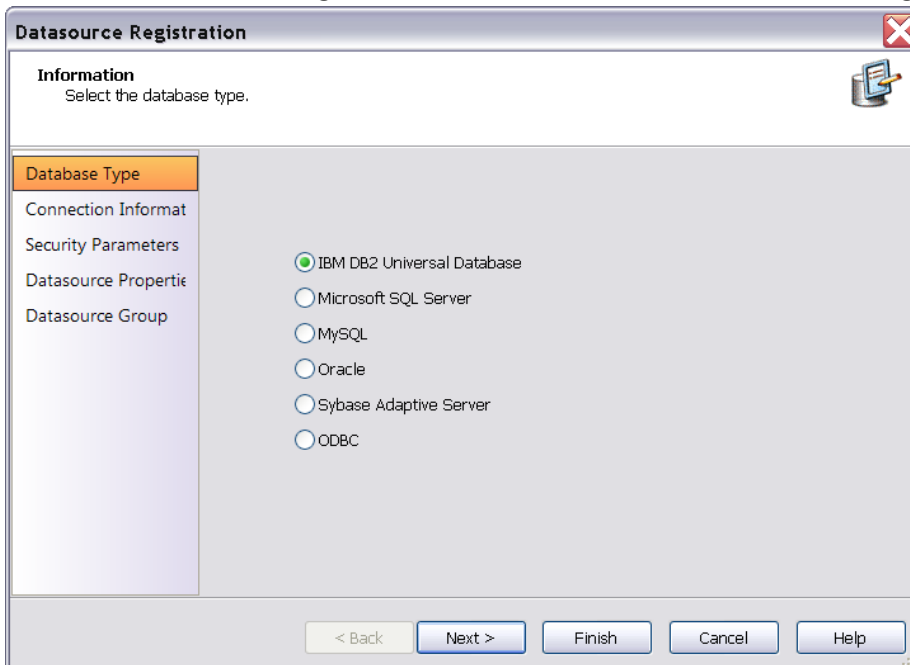 Datasource Registration
Information
Select the database type.
Database Type
Connection Informat
Security Parameters
Datasource Propertie
Datasource Group
IBM DB2 Universal Database
Microsoft SQL Server
MySQL
Oracle
Sybase Adaptive Server
ODBC
< Back Next > Finish Cancel Help